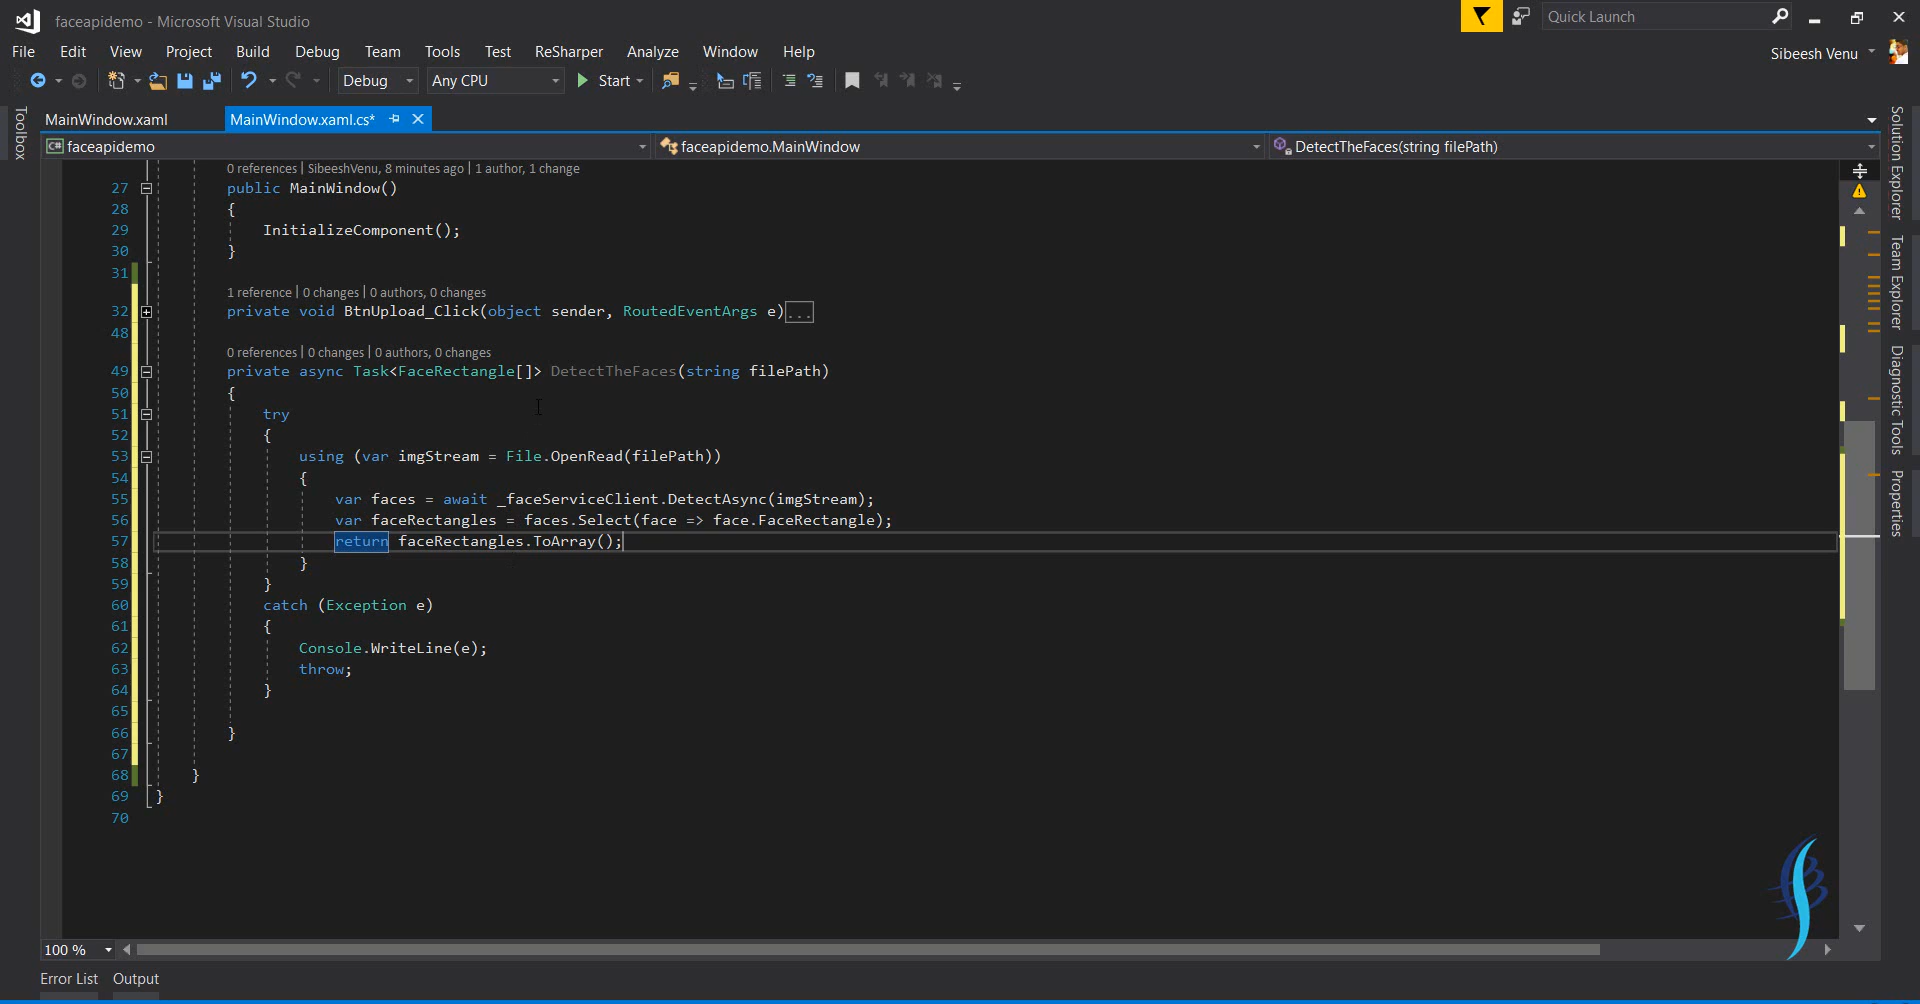 faceapidemo - Microsoft Visual Studio
Quick Launch
File Edit View Project Build Debug Team Tools Test ReSharper Analyze Window Help
Sibeesh Venu
Debug Any CPU Start
Toolbox
MainWindow.xaml MainWindow.xaml.cs*
C# faceapidemo faceapidemo.MainWindow DetectTheFaces(string filePath)
0 references | SibeeshVenu, 8 minutes ago | 1 author, 1 change
27 public MainWindow()
28 {
29 InitializeComponent();
30 }
31
1 reference | 0 changes | 0 authors, 0 changes
32 private void BtnUpload_Click(object sender, RoutedEventArgs e)...
48
0 references | 0 changes | 0 authors, 0 changes
49 private async Task<FaceRectangle[]> DetectTheFaces(string filePath)
50 {
51 try
52 {
53 using (var imgStream = File.OpenRead(filePath))
54 {
55 var faces = await _faceServiceClient.DetectAsync(imgStream);
56 var faceRectangles = faces.Select(face => face.FaceRectangle);
57 return faceRectangles.ToArray();
58 }
59 }
60 catch (Exception e)
61 {
62 Console.WriteLine(e);
63 throw;
64 }
65
66 }
67
68 }
69 }
70
100 %
Error List Output
Solution Explorer
Team Explorer
Diagnostic Tools
Properties